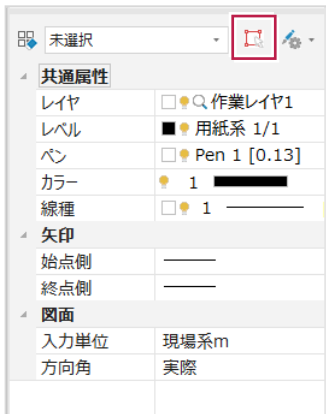 未選択
共通属性
レイヤ 作業レイヤ1
レベル 用紙系 1/1
ペン Pen 1 [0.13]
カラー 1
線種 1
矢印
始点側
終点側
図面
入力単位 現場系m
方向角 実際